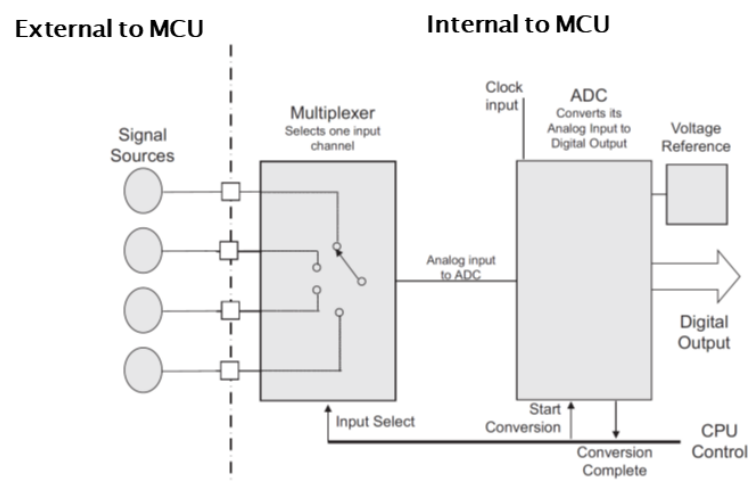 External to MCU
Internal to MCU
Signal
Sources
Multiplexer
Selects one input
channel
Clock
input
ADC
Converts its
Analog Input to
Digital Output
Voltage
Reference
Analog input
to ADC
Digital
Output
Input Select
Start
Conversion
Conversion
Complete
CPU
Control